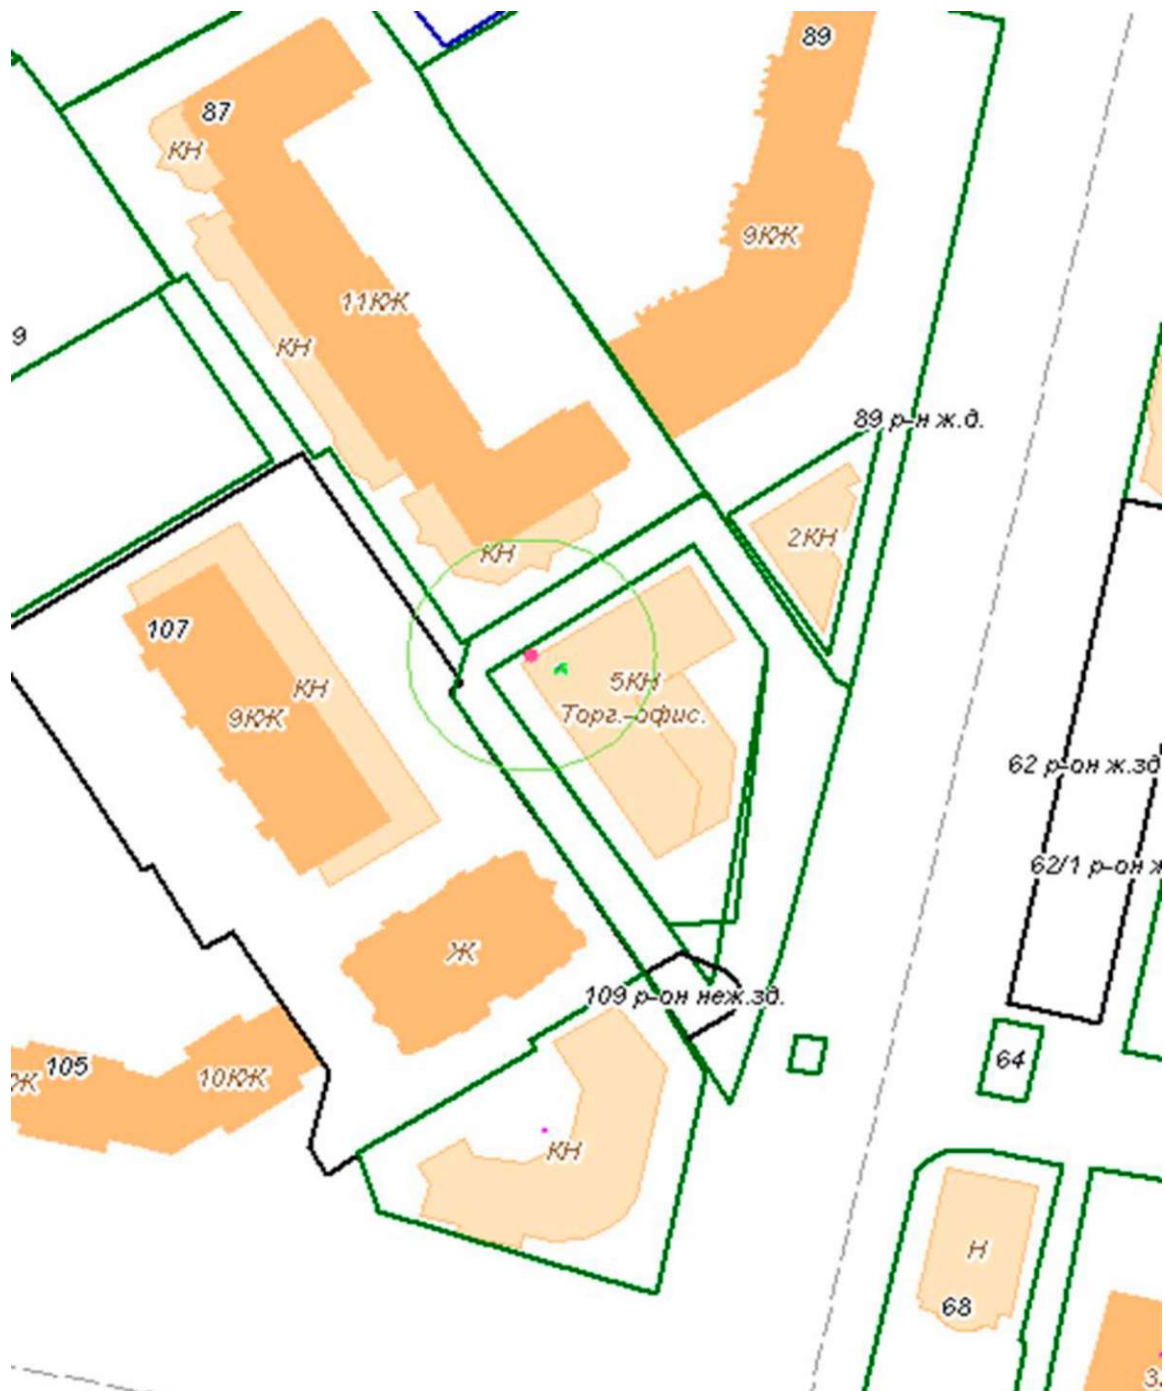 89
87
КН
9КЖ
11КЖ
9
КН
89 р-н ж.д.
2КН
КН
107
КН
5КН
9КЖ
Торг.-офис.
62 р-он ж.зд
62/1 р-он ж
Ж
109 р-он неж.зд.
64
105
Ж
10КЖ
КН
Н
68